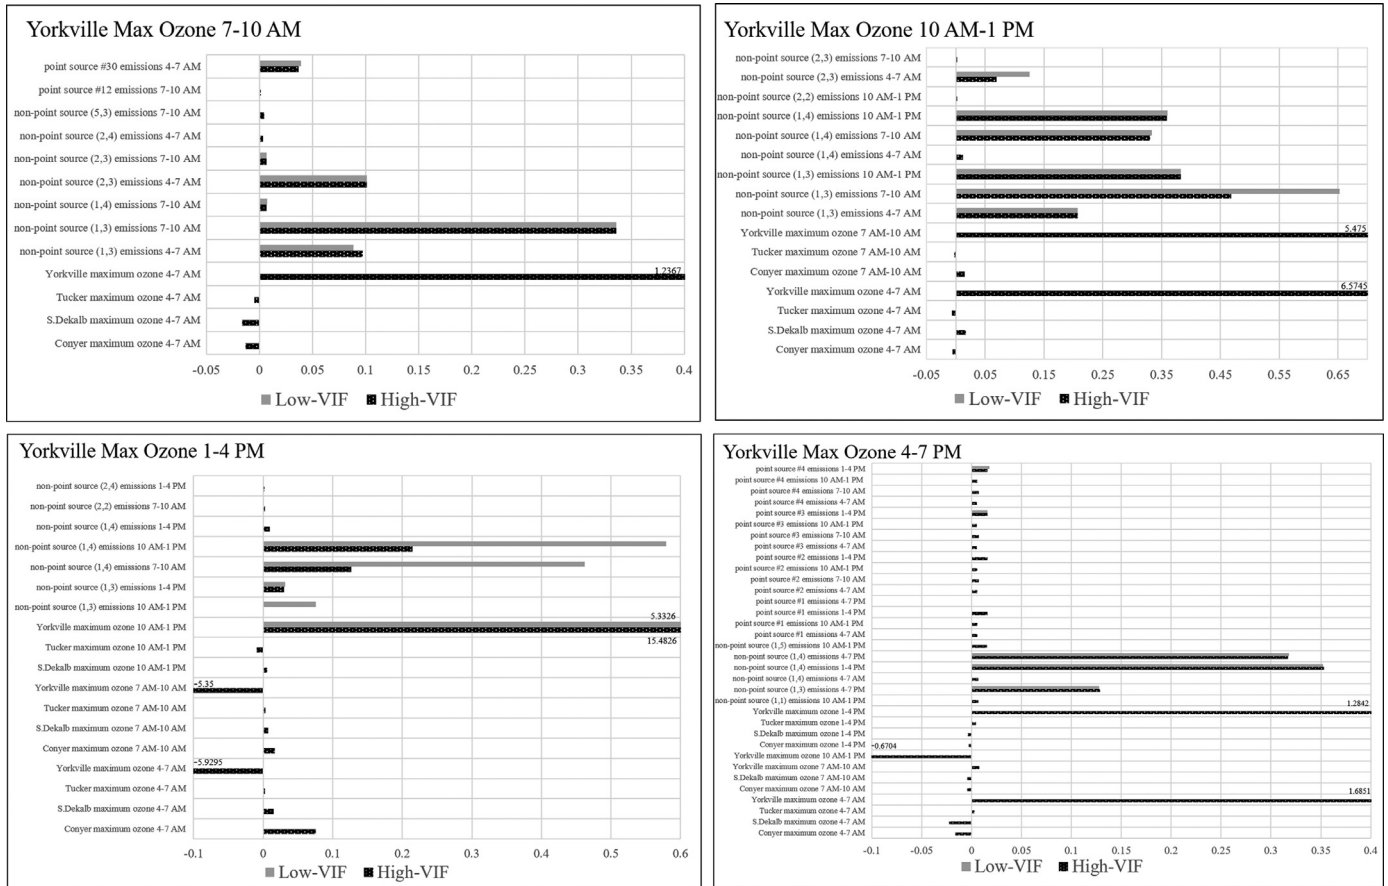 Yorkville Max Ozone 7-10 AM
point source #30 emissions 4-7 AM
point source #12 emissions 7-10 AM
non-point source (5,3) emissions 7-10 AM
non-point source (2,4) emissions 4-7 AM
non-point source (2,3) emissions 7-10 AM
non-point source (2,3) emissions 4-7 AM
non-point source (1,4) emissions 7-10 AM
non-point source (1,3) emissions 7-10 AM
non-point source (1,3) emissions 4-7 AM
Yorkville maximum ozone 4-7 AM
1.2367
Tucker maximum ozone 4-7 AM
S.Dekalb maximum ozone 4-7 AM
Conyer maximum ozone 4-7 AM
-0.05 0 0.05 0.1 0.15 0.2 0.25 0.3 0.35 0.4
Low-VIF High-VIF
Yorkville Max Ozone 10 AM-1 PM
non-point source (2,3) emissions 7-10 AM
non-point source (2,3) emissions 4-7 AM
non-point source (2,2) emissions 10 AM-1 PM
non-point source (1,4) emissions 10 AM-1 PM
non-point source (1,4) emissions 7-10 AM
non-point source (1,4) emissions 4-7 AM
non-point source (1,3) emissions 10 AM-1 PM
non-point source (1,3) emissions 7-10 AM
non-point source (1,3) emissions 4-7 AM
Yorkville maximum ozone 7 AM-10 AM
5.475
Tucker maximum ozone 7 AM-10 AM
Conyer maximum ozone 7 AM-10 AM
Yorkville maximum ozone 4-7 AM
6.5745
Tucker maximum ozone 4-7 AM
S.Dekalb maximum ozone 4-7 AM
Conyer maximum ozone 4-7 AM
-0.05 0.05 0.15 0.25 0.35 0.45 0.55 0.65
Low-VIF High-VIF
Yorkville Max Ozone 1-4 PM
non-point source (2,4) emissions 1-4 PM
non-point source (2,2) emissions 7-10 AM
non-point source (1,4) emissions 1-4 PM
non-point source (1,4) emissions 10 AM-1 PM
non-point source (1,4) emissions 7-10 AM
non-point source (1,3) emissions 1-4 PM
non-point source (1,3) emissions 10 AM-1 PM
5.3326
Yorkville maximum ozone 10 AM-1 PM
15.4826
Tucker maximum ozone 10 AM-1 PM
S.Dekalb maximum ozone 10 AM-1 PM
Yorkville maximum ozone 7 AM-10 AM
-5.35
Tucker maximum ozone 7 AM-10 AM
S.Dekalb maximum ozone 7 AM-10 AM
Conyer maximum ozone 7 AM-10 AM
Yorkville maximum ozone 4-7 AM
-5.9295
Tucker maximum ozone 4-7 AM
S.Dekalb maximum ozone 4-7 AM
Conyer maximum ozone 4-7 AM
-0.1 0 0.1 0.2 0.3 0.4 0.5 0.6
Low-VIF High-VIF
Yorkville Max Ozone 4-7 PM
point source #4 emissions 1-4 PM
point source #4 emissions 10 AM-1 PM
point source #4 emissions 7-10 AM
point source #4 emissions 4-7 AM
point source #3 emissions 1-4 PM
point source #3 emissions 10 AM-1 PM
point source #3 emissions 7-10 AM
point source #3 emissions 4-7 AM
point source #2 emissions 1-4 PM
point source #2 emissions 10 AM-1 PM
point source #2 emissions 7-10 AM
point source #2 emissions 4-7 AM
point source #1 emissions 4-7 PM
point source #1 emissions 1-4 PM
point source #1 emissions 10 AM-1 PM
point source #1 emissions 4-7 AM
non-point source (1,5) emissions 10 AM-1 PM
non-point source (1,4) emissions 4-7 PM
non-point source (1,4) emissions 1-4 PM
non-point source (1,4) emissions 4-7 AM
non-point source (1,3) emissions 4-7 PM
non-point source (1,1) emissions 10 AM-1 PM
1.2842
Yorkville maximum ozone 1-4 PM
Tucker maximum ozone 1-4 PM
S.Dekalb maximum ozone 1-4 PM
Conyer maximum ozone 1-4 PM
-0.6704
Yorkville maximum ozone 10 AM-1 PM
Yorkville maximum ozone 7 AM-10 AM
S.Dekalb maximum ozone 7 AM-10 AM
Conyer maximum ozone 7 AM-10 AM
1.6851
Yorkville maximum ozone 4-7 AM
Tucker maximum ozone 4-7 AM
S.Dekalb maximum ozone 4-7 AM
Conyer maximum ozone 4-7 AM
-0.1 -0.05 0 0.05 0.1 0.15 0.2 0.25 0.3 0.35 0.4
Low-VIF High-VIF